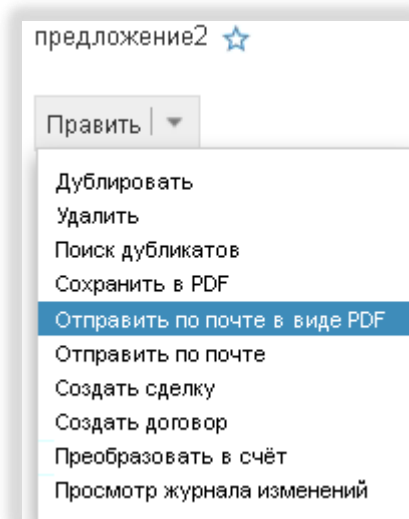 предложение2
Править
Дублировать
Удалить
Поиск дубликатов
Сохранить в PDF
Отправить по почте в виде PDF
Отправить по почте
Создать сделку
Создать договор
Преобразовать в счёт
Просмотр журнала изменений